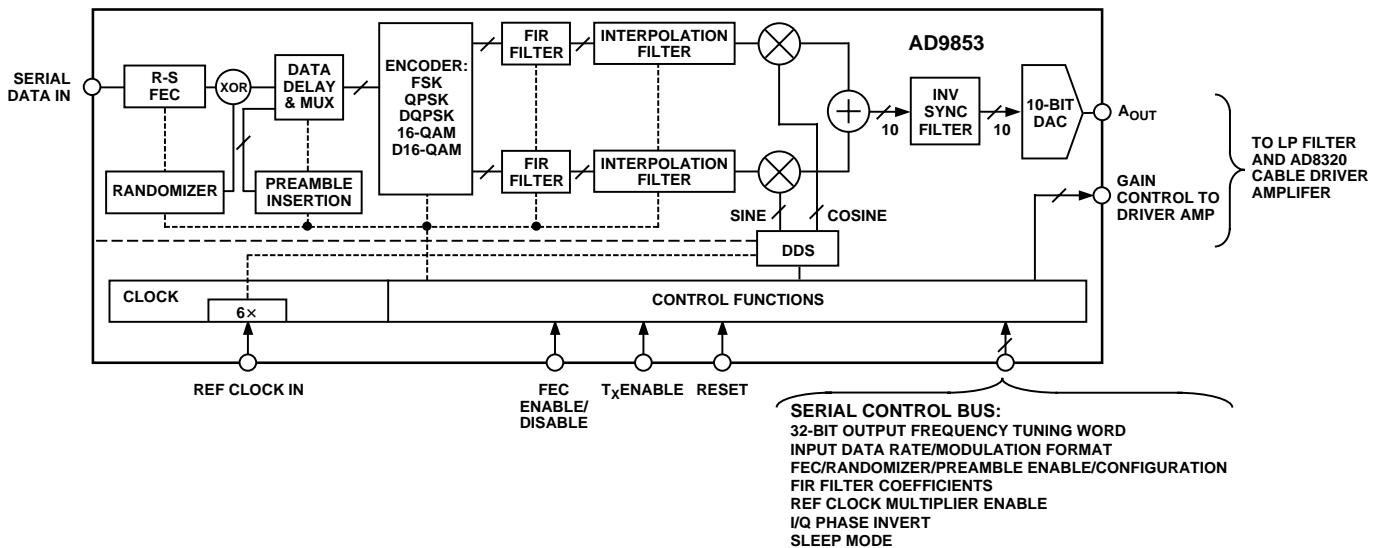 AD9853
SERIAL
DATA IN
R-S
FEC
XOR
DATA
DELAY
& MUX
ENCODER:
FSK
QPSK
DQPSK
16-QAM
D16-QAM
FIR
FILTER
INTERPOLATION
FILTER
FIR
FILTER
INTERPOLATION
FILTER
10
INV
SYNC
FILTER
10
10-BIT
DAC
AOUT
TO LP FILTER
AND AD8320
CABLE DRIVER
AMPLIFER
GAIN
CONTROL TO
DRIVER AMP
RANDOMIZER
PREAMBLE
INSERTION
SINE
COSINE
DDS
CLOCK
6×
CONTROL FUNCTIONS
REF CLOCK IN
FEC
ENABLE/
DISABLE
TXENABLE
RESET
SERIAL CONTROL BUS:
32-BIT OUTPUT FREQUENCY TUNING WORD
INPUT DATA RATE/MODULATION FORMAT
FEC/RANDOMIZER/PREAMBLE ENABLE/CONFIGURATION
FIR FILTER COEFFICIENTS
REF CLOCK MULTIPLIER ENABLE
I/Q PHASE INVERT
SLEEP MODE